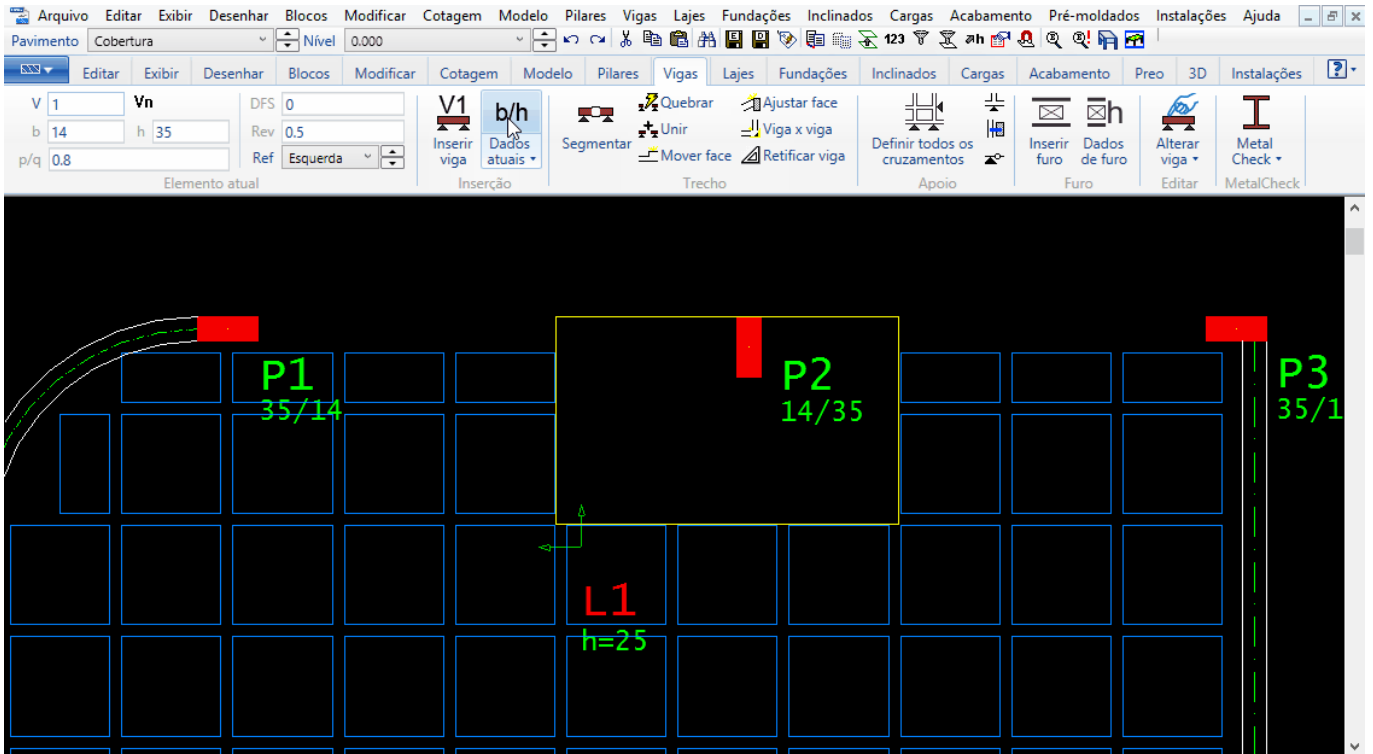 Arquivo Editar Exibir Desenhar Blocos Modificar Cotagem Modelo Pilares Vigas Lajes Fundações Inclinados Cargas Acabamento Pré-moldados Instalações Ajuda
Pavimento Cobertura Nível 0.000 123
Editar Exibir Desenhar Blocos Modificar Cotagem Modelo Pilares Vigas Lajes Fundações Inclinados Cargas Acabamento Preo 3D Instalações ?
V 1 Vn DFS 0
b 14 h 35 Rev 0.5
p/q 0.8 Ref Esquerda
Elemento atual
V1 b/h
Inserir viga
Dados atuais
Inserção
Segmentar
Quebrar Ajustar face
Unir Viga x viga
Mover face Retificar viga
Trecho
Definir todos os
cruzamentos
Apoio
h
Inserir furo
Dados de furo
Furo
Alterar viga
Editar
Metal Check
MetalCheck
P1
35/14
P2
14/35
P3
35/1
L1
h=25